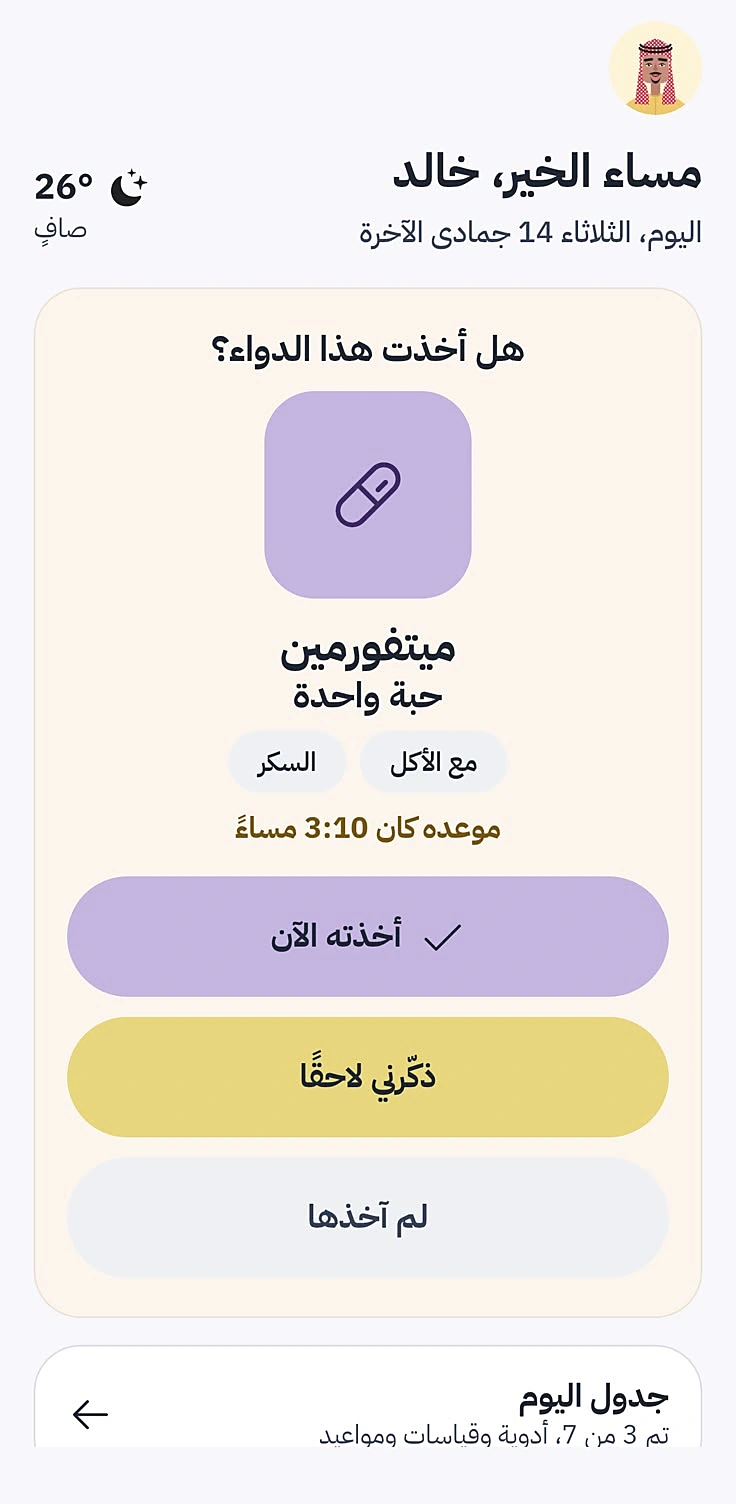 مساء الخير، خالد
اليوم، الثلاثاء 14 جمادى الآخرة
26°
صافٍ
هل أخذت هذا الدواء؟
ميتفورمين
حبة واحدة
مع الأكل
السكر
موعده كان 3:10 مساءً
أخذته الآن
ذكّرني لاحقًا
لم آخذها
جدول اليوم
تم 3 من 7، أدوية وقياسات ومواعيد